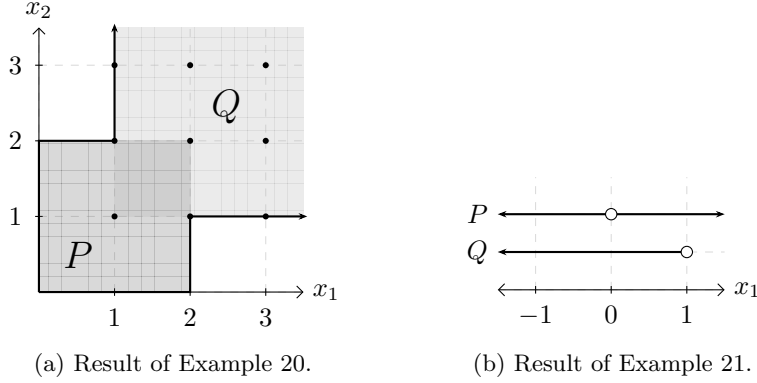 x₂
3
2
1
Q
P
1
2
3
x₁
(a) Result of Example 20.
P
Q
−1
0
1
x₁
(b) Result of Example 21.